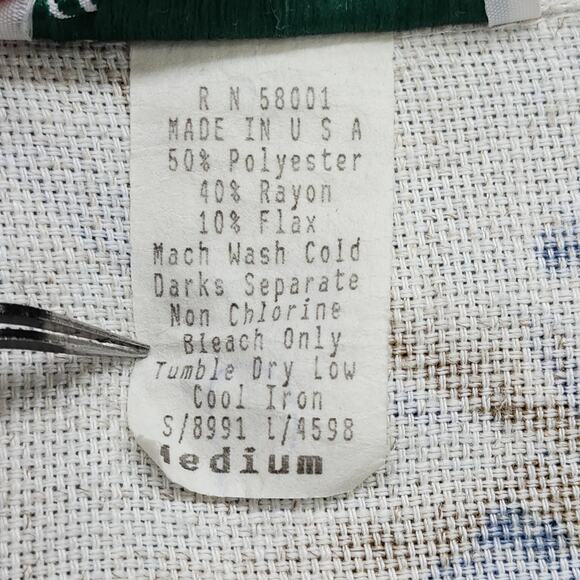 R N 58001
MADE IN U S A
50% Polyester
40% Rayon
10% Flax
Mach Wash Cold
Darks Separate
Non Chlorine
Bleach Only
Tumble Dry Low
Cool Iron
S/8991 L/4598
Medium